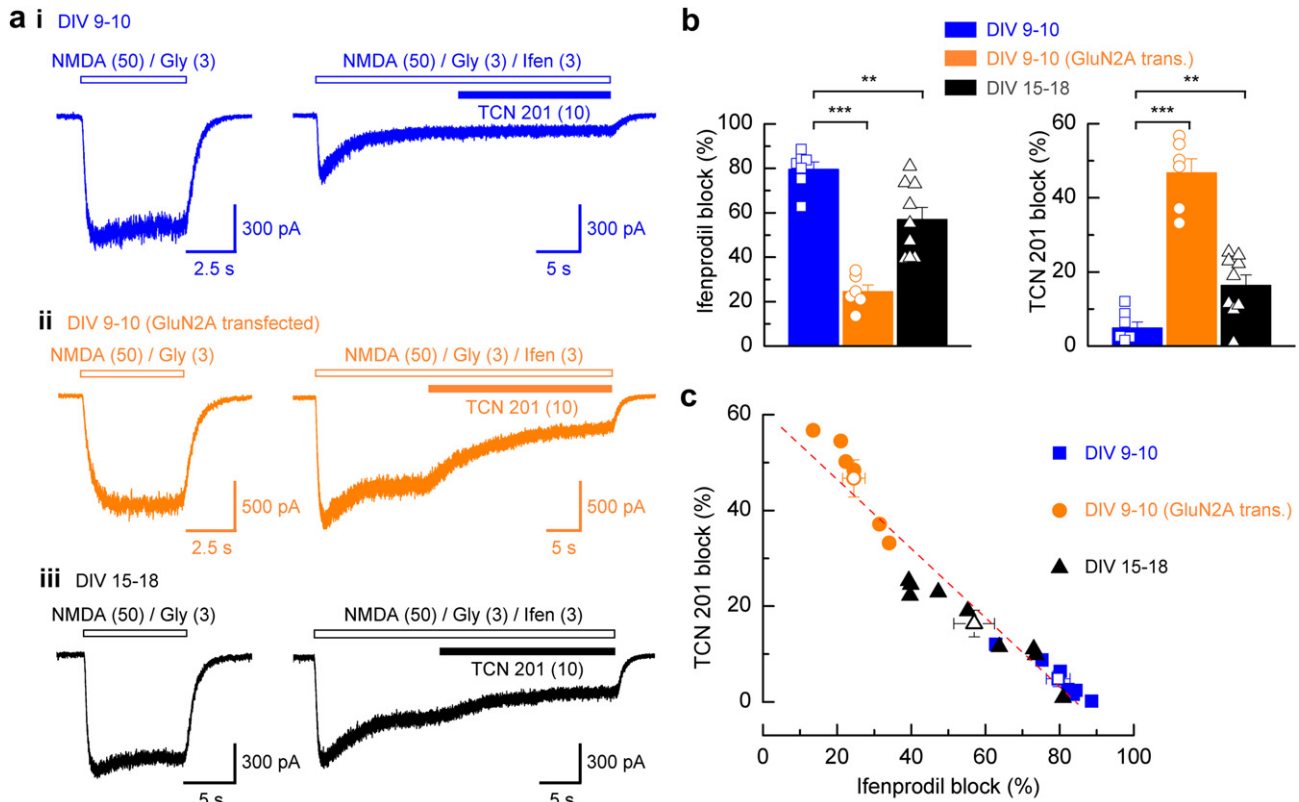 a i DIV 9-10
NMDA (50) / Gly (3)
NMDA (50) / Gly (3) / Ifen (3)
TCN 201 (10)
300 pA
2.5 s
300 pA
5 s
ii DIV 9-10 (GluN2A transfected)
NMDA (50) / Gly (3)
NMDA (50) / Gly (3) / Ifen (3)
TCN 201 (10)
500 pA
2.5 s
500 pA
5 s
iii DIV 15-18
NMDA (50) / Gly (3)
NMDA (50) / Gly (3) / Ifen (3)
TCN 201 (10)
300 pA
5 s
300 pA
5 s
b
DIV 9-10
DIV 9-10 (GluN2A trans.)
DIV 15-18
**
***
100
80
60
40
20
0
Ifenprodil block (%)
**
***
60
40
20
0
TCN 201 block (%)
c
60
40
20
0
TCN 201 block (%)
DIV 9-10
DIV 9-10 (GluN2A trans.)
DIV 15-18
0 20 40 60 80 100
Ifenprodil block (%)